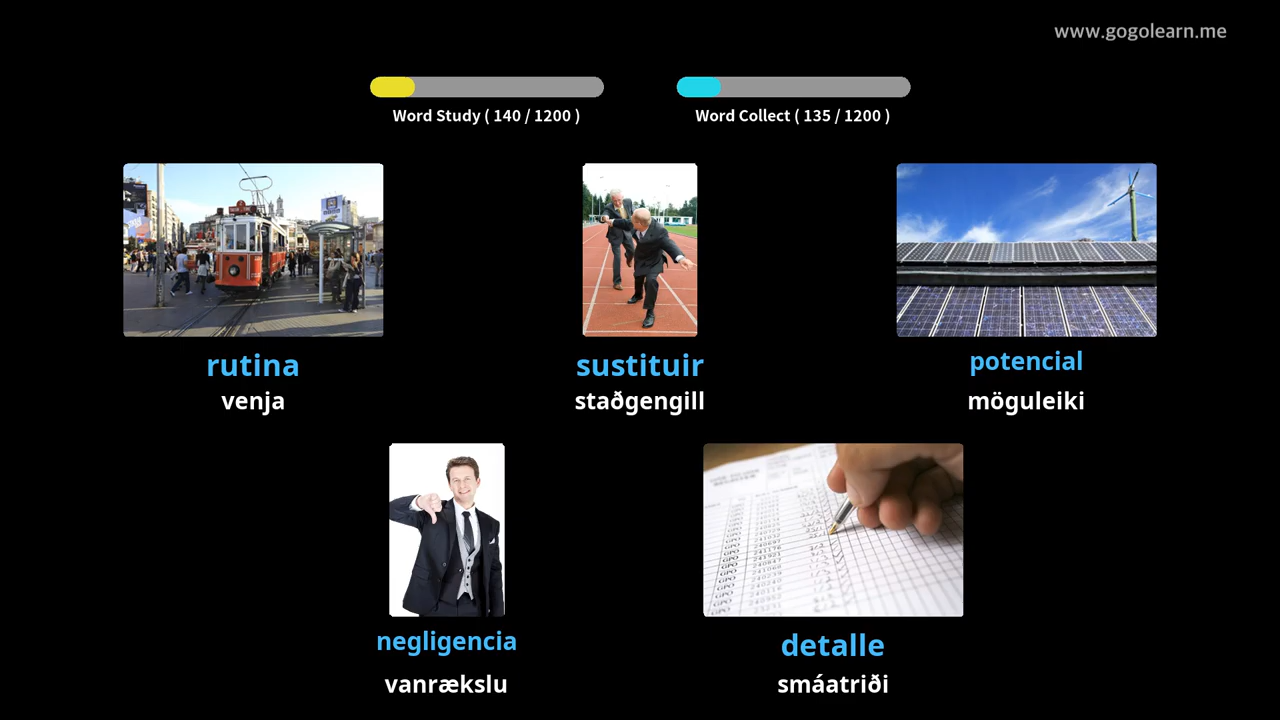 www.gogolearn.me
Word Study ( 140 / 1200 )
Word Collect ( 135 / 1200 )
rutina
venja
sustituir
staðgengill
potencial
möguleiki
negligencia
vanrækslu
detalle
smáatriði